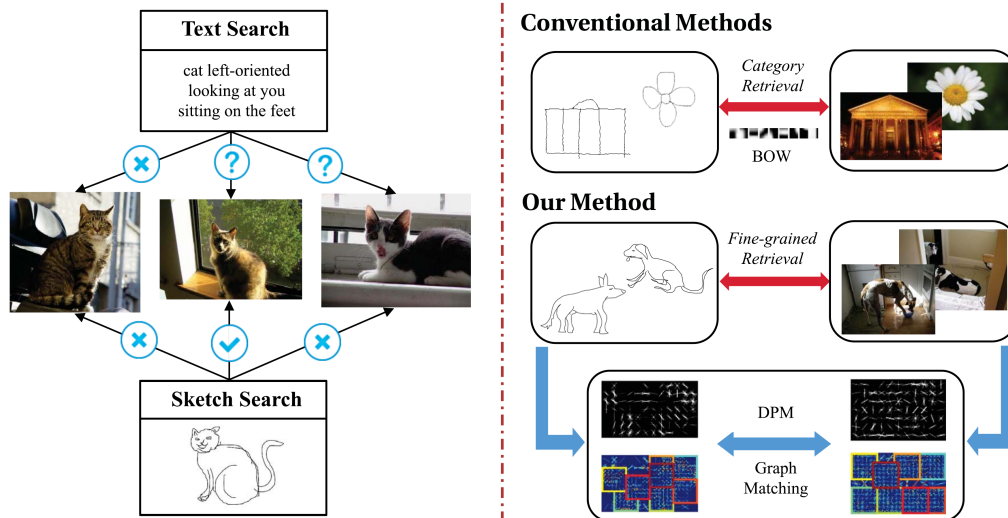 Text Search
cat left-oriented
looking at you
sitting on the feet
?
?
Sketch Search
Conventional Methods
Category
Retrieval
BOW
Our Method
Fine-grained
Retrieval
DPM
Graph
Matching